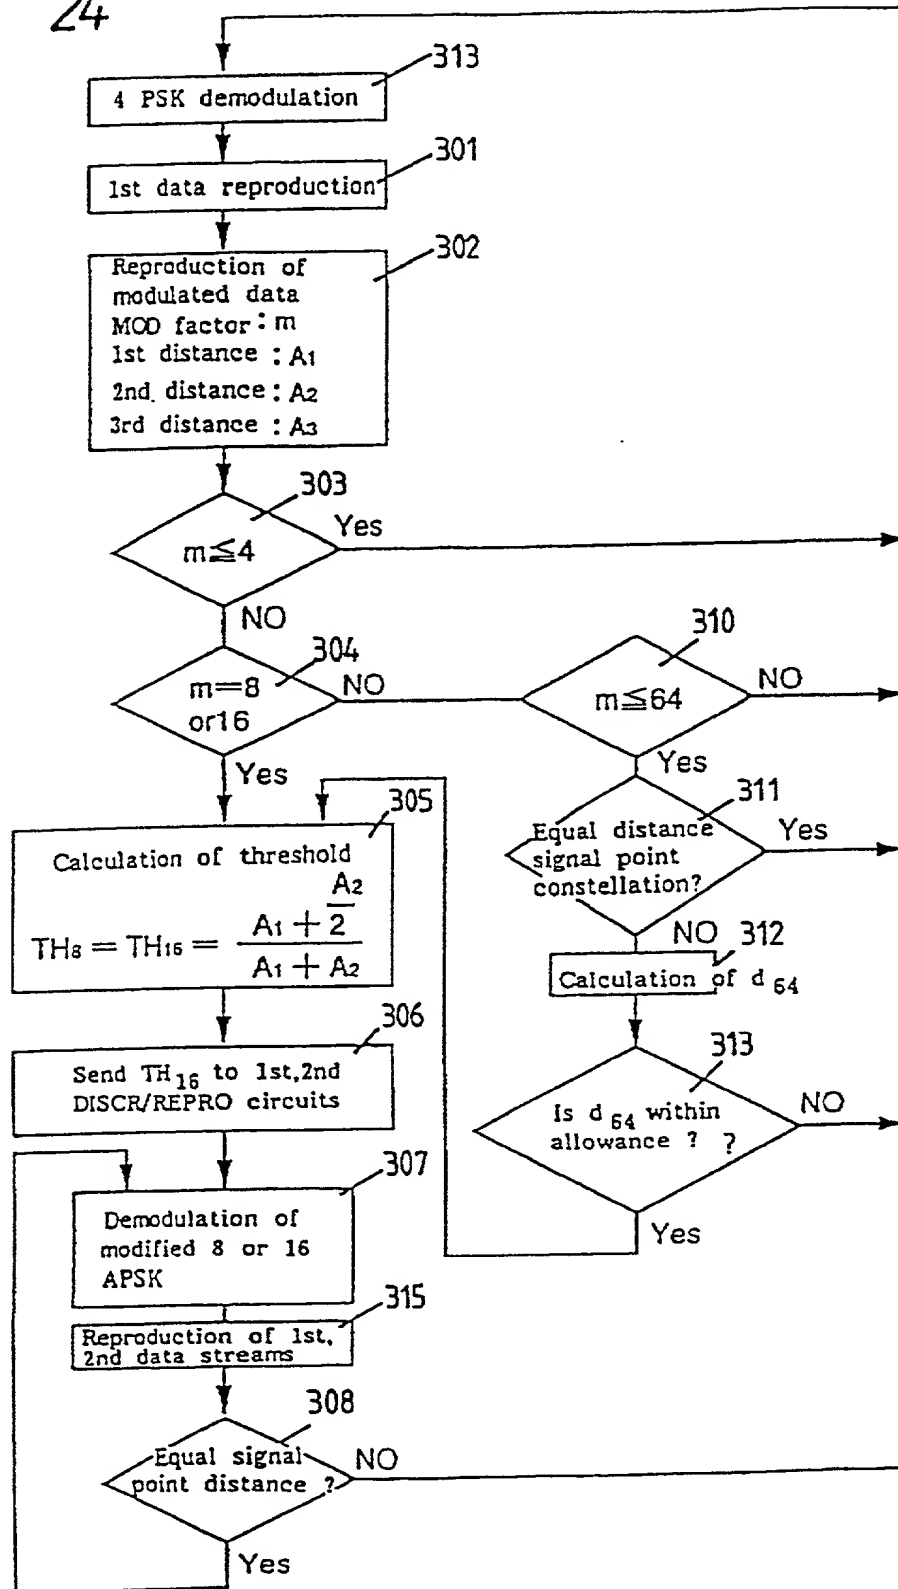 24
313
4 PSK demodulation
301
1st data reproduction
302
Reproduction of
modulated data
MOD factor : m
1st distance : A1
2nd. distance : A2
3rd distance : A3
303
m≦4
Yes
NO
304
m=8
or16
NO
Yes
310
m≦64
NO
Yes
311
Equal distance
signal point
constellation?
Yes
NO
312
Calculation of d 64
313
Is d 64 within
allowance ? ?
NO
Yes
305
Calculation of threshold
TH8 = TH16 = (A1 + A2/2) / (A1 + A2)
306
Send TH16 to 1st,2nd
DISCR/REPRO circuits
307
Demodulation of
modified 8 or 16
APSK
315
Reproduction of 1st,
2nd data streams
308
Equal signal
point distance ?
NO
Yes